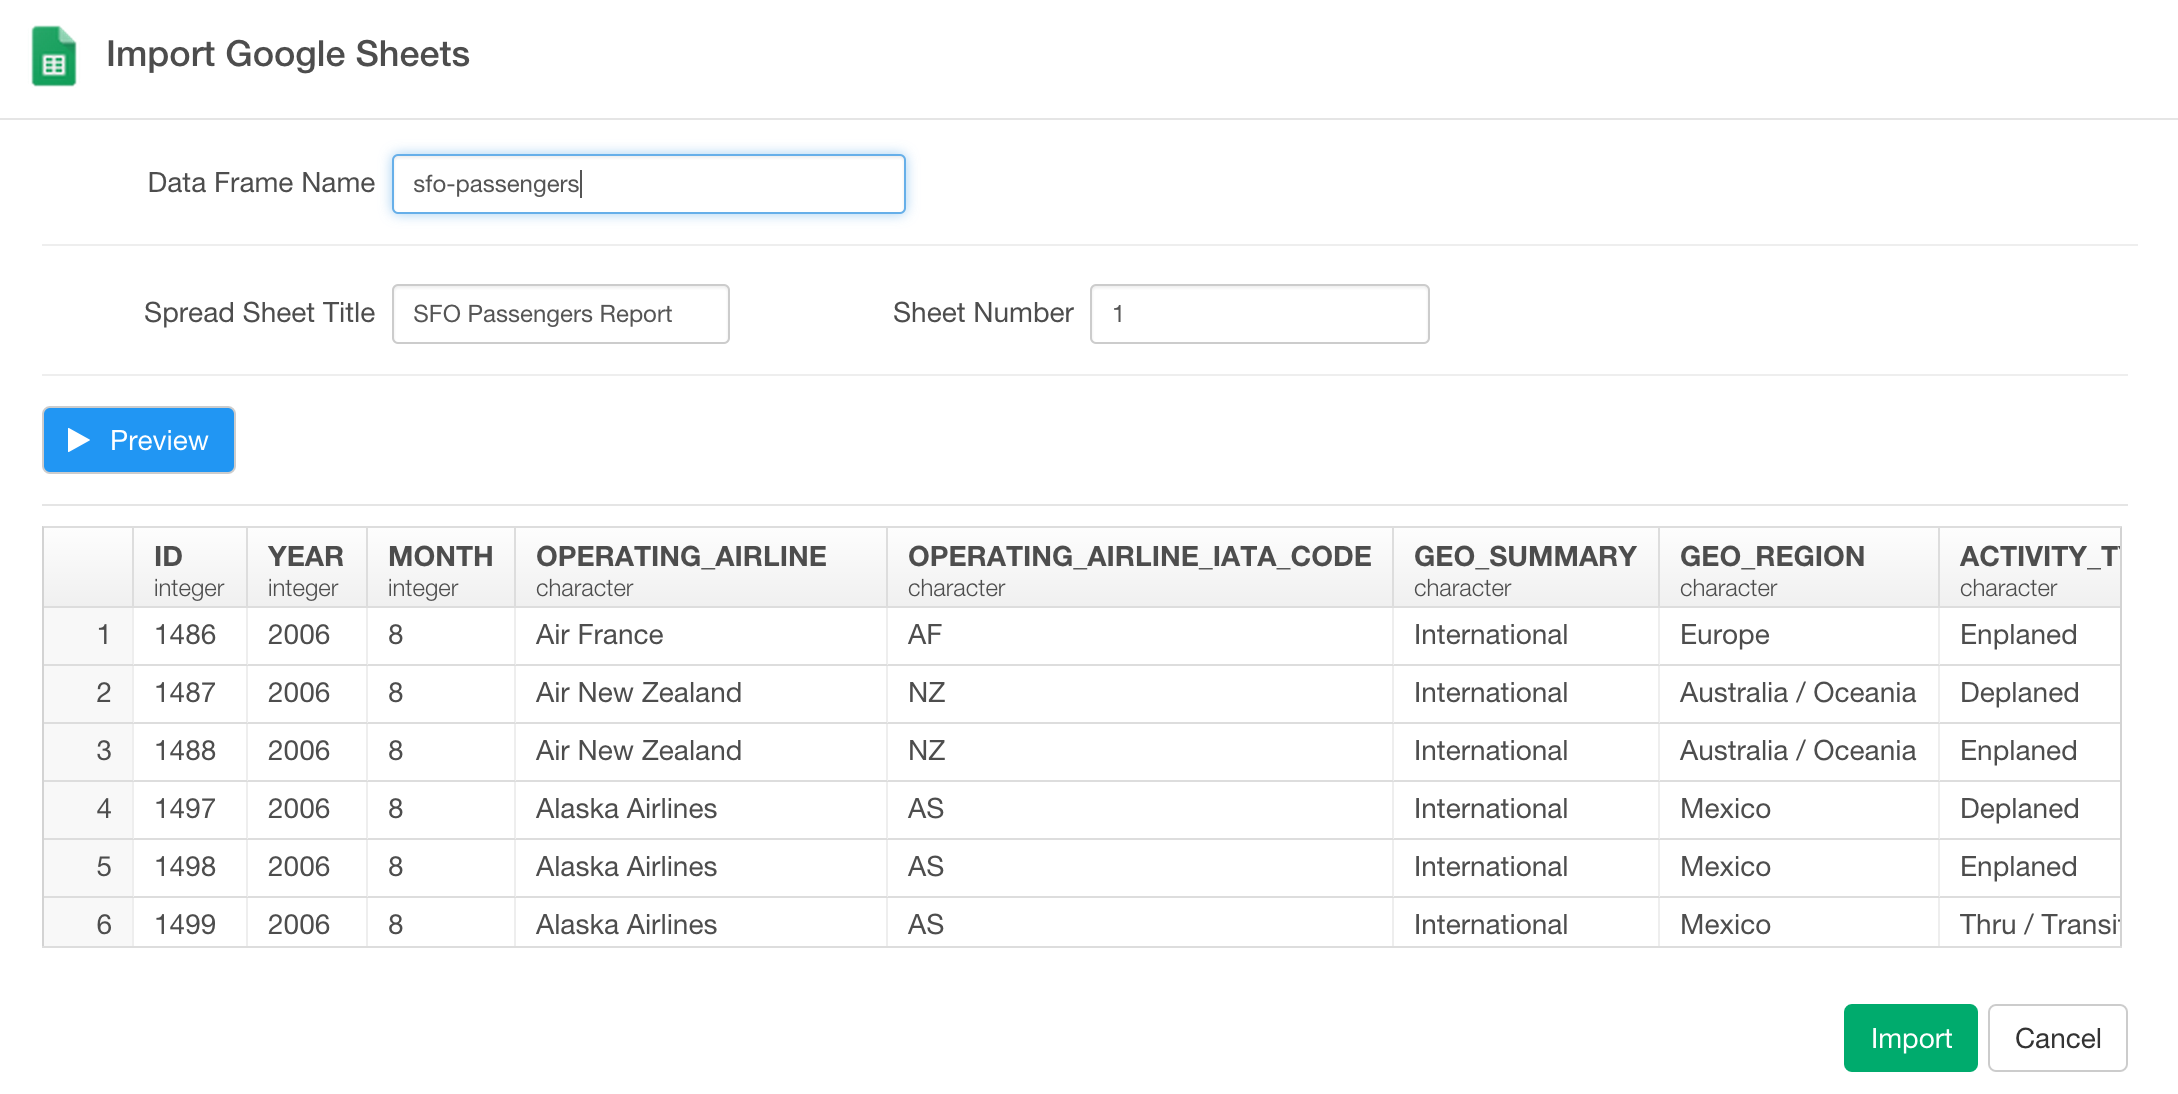 Import Google Sheets
Data Frame Name sfo-passengers
Spread Sheet Title SFO Passengers Report Sheet Number 1
Preview
ID YEAR MONTH OPERATING_AIRLINE OPERATING_AIRLINE_IATA_CODE GEO_SUMMARY GEO_REGION ACTIVITY_T
integer integer integer character character character character character
1 1486 2006 8 Air France AF International Europe Enplaned
2 1487 2006 8 Air New Zealand NZ International Australia / Oceania Deplaned
3 1488 2006 8 Air New Zealand NZ International Australia / Oceania Enplaned
4 1497 2006 8 Alaska Airlines AS International Mexico Deplaned
5 1498 2006 8 Alaska Airlines AS International Mexico Enplaned
6 1499 2006 8 Alaska Airlines AS International Mexico Thru / Transi
Import Cancel